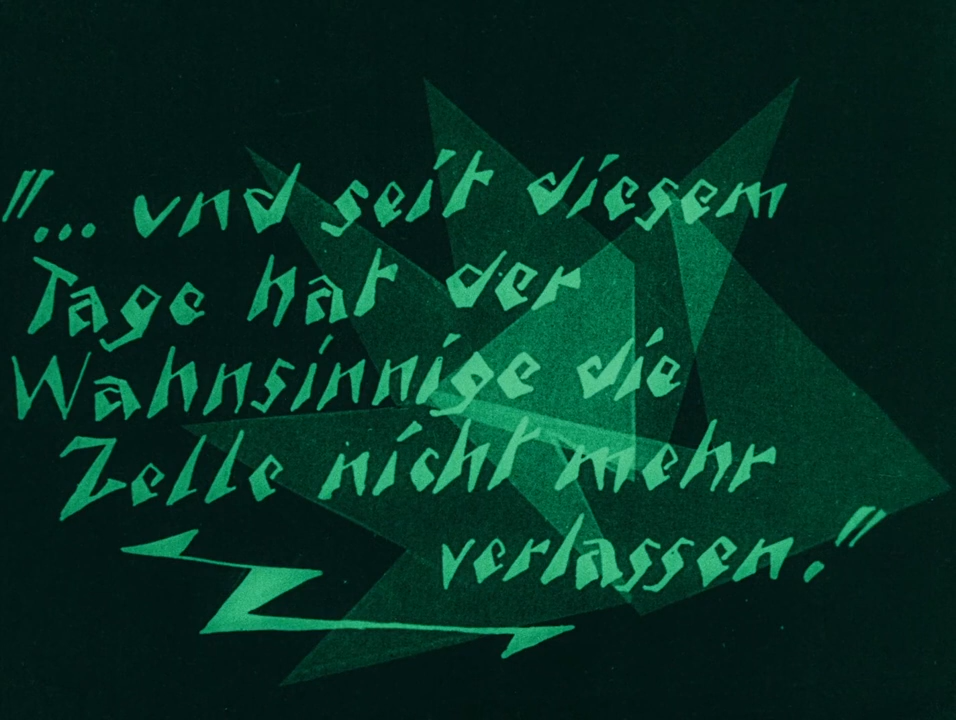 "... und seit diesem
Tage hat der
Wahnsinnige die
Zelle nicht mehr
verlassen."